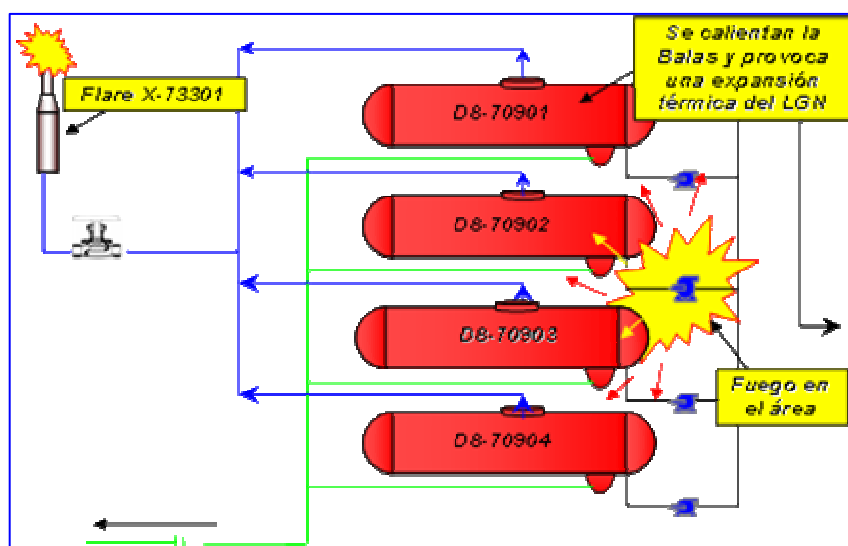 Se calientan la
Balas y provoca
una expansión
térmica del LGN
Flare X-73301
D8-70901
D8-70902
D8-70903
Fuego en
el área
D8-70904